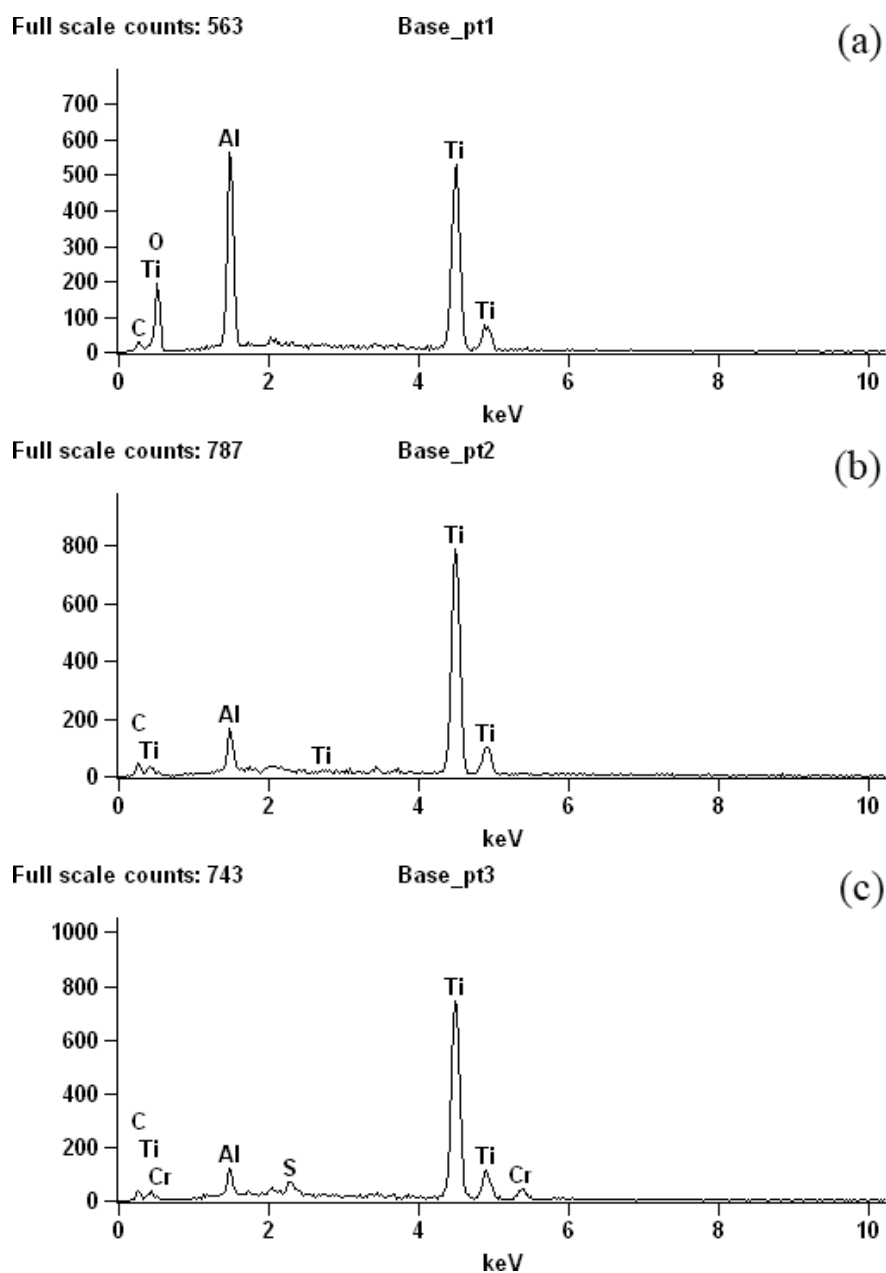 Full scale counts: 563 Base_pt1 (a)
700
600
500
400
300
200
100
0
Al
Ti
O
Ti
C
Ti
0 2 4 6 8 10
keV
Full scale counts: 787 Base_pt2 (b)
800
600
400
200
0
Ti
C
Ti
Al
Ti
Ti
0 2 4 6 8 10
keV
Full scale counts: 743 Base_pt3 (c)
1000
800
600
400
200
0
Ti
C
Ti
Cr
Al
S
Ti
Cr
0 2 4 6 8 10
keV